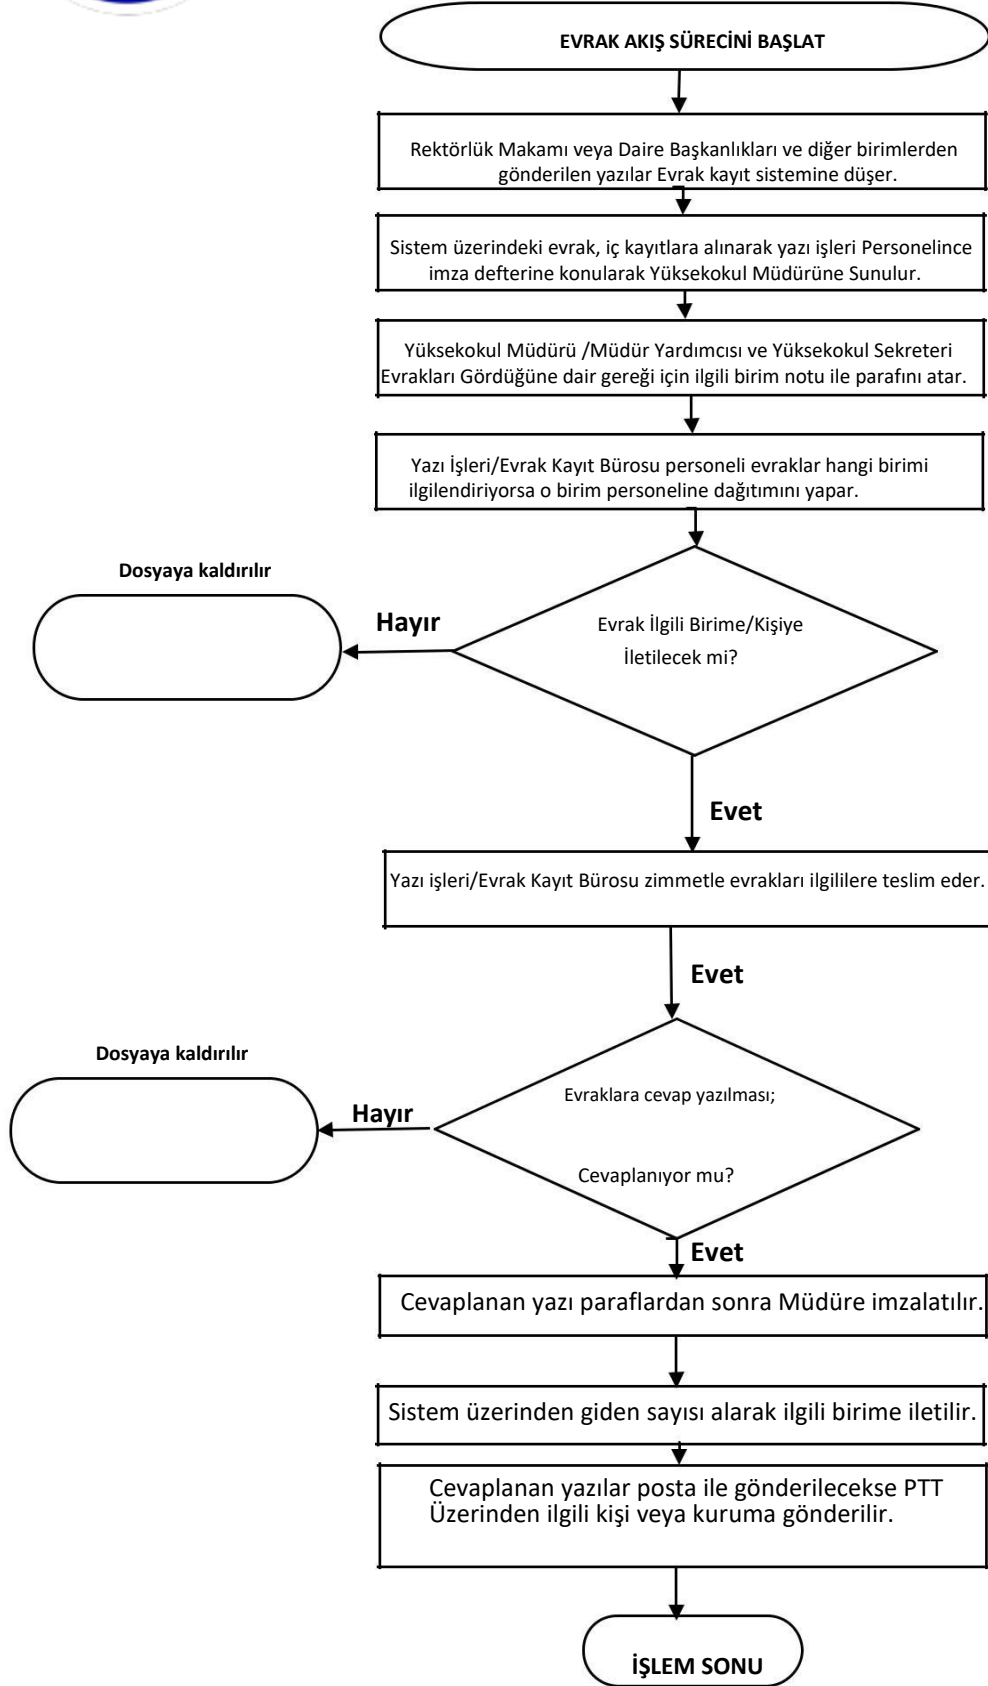 EVRAK AKIŞ SÜRECİNİ BAŞLAT
Rektörlük Makamı veya Daire Başkanlıkları ve diğer birimlerden
gönderilen yazılar Evrak kayıt sistemine düşer.
Sistem üzerindeki evrak, iç kayıtlara alınarak yazı işleri Personelince
imza defterine konularak Yüksekokul Müdürüne Sunulur.
Yüksekokul Müdürü /Müdür Yardımcısı ve Yüksekokul Sekreteri
Evrakları Gördüğüne dair gereği için ilgili birim notu ile parafını atar.
Yazı İşleri/Evrak Kayıt Bürosu personeli evraklar hangi birimi
ilgilendiriyorsa o birim personeline dağıtımını yapar.
Dosyaya kaldırılır
Hayır
Evrak İlgili Birime/Kişiye
İletilecek mi?
Evet
Yazı işleri/Evrak Kayıt Bürosu zimmetle evrakları ilgililere teslim eder.
Evet
Dosyaya kaldırılır
Hayır
Evraklara cevap yazılması;
Cevaplanıyor mu?
Evet
Cevaplanan yazı paraflardan sonra Müdüre imzalatılır.
Sistem üzerinden giden sayısı alarak ilgili birime iletilir.
Cevaplanan yazılar posta ile gönderilecekse PTT
Üzerinden ilgili kişi veya kuruma gönderilir.
İŞLEM SONU